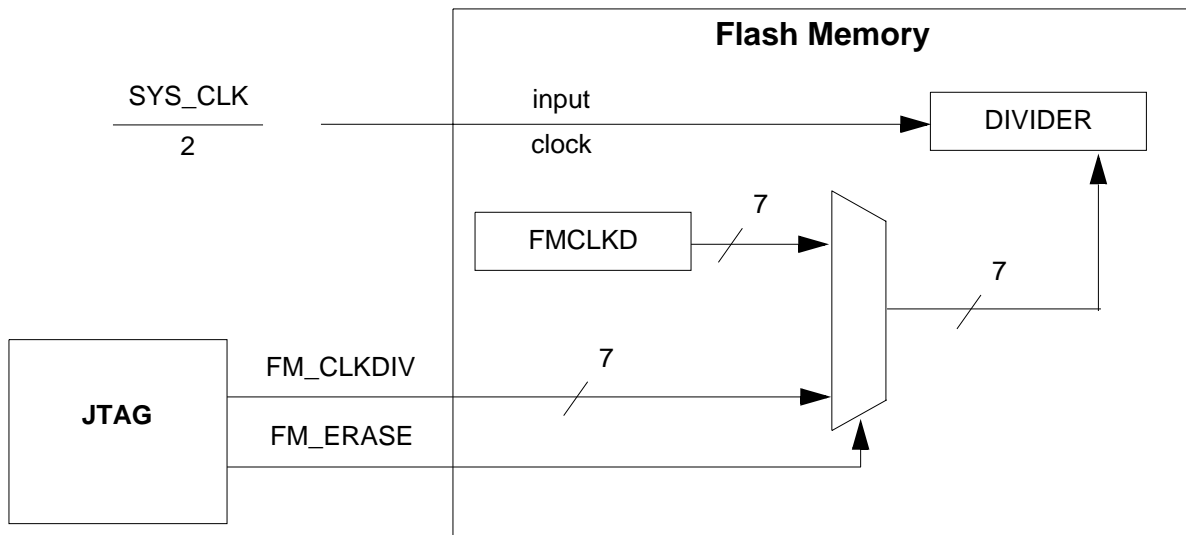 Flash Memory
SYS_CLK
2
input
clock
DIVIDER
FMCLKD
7
7
FM_CLKDIV
7
JTAG
FM_ERASE